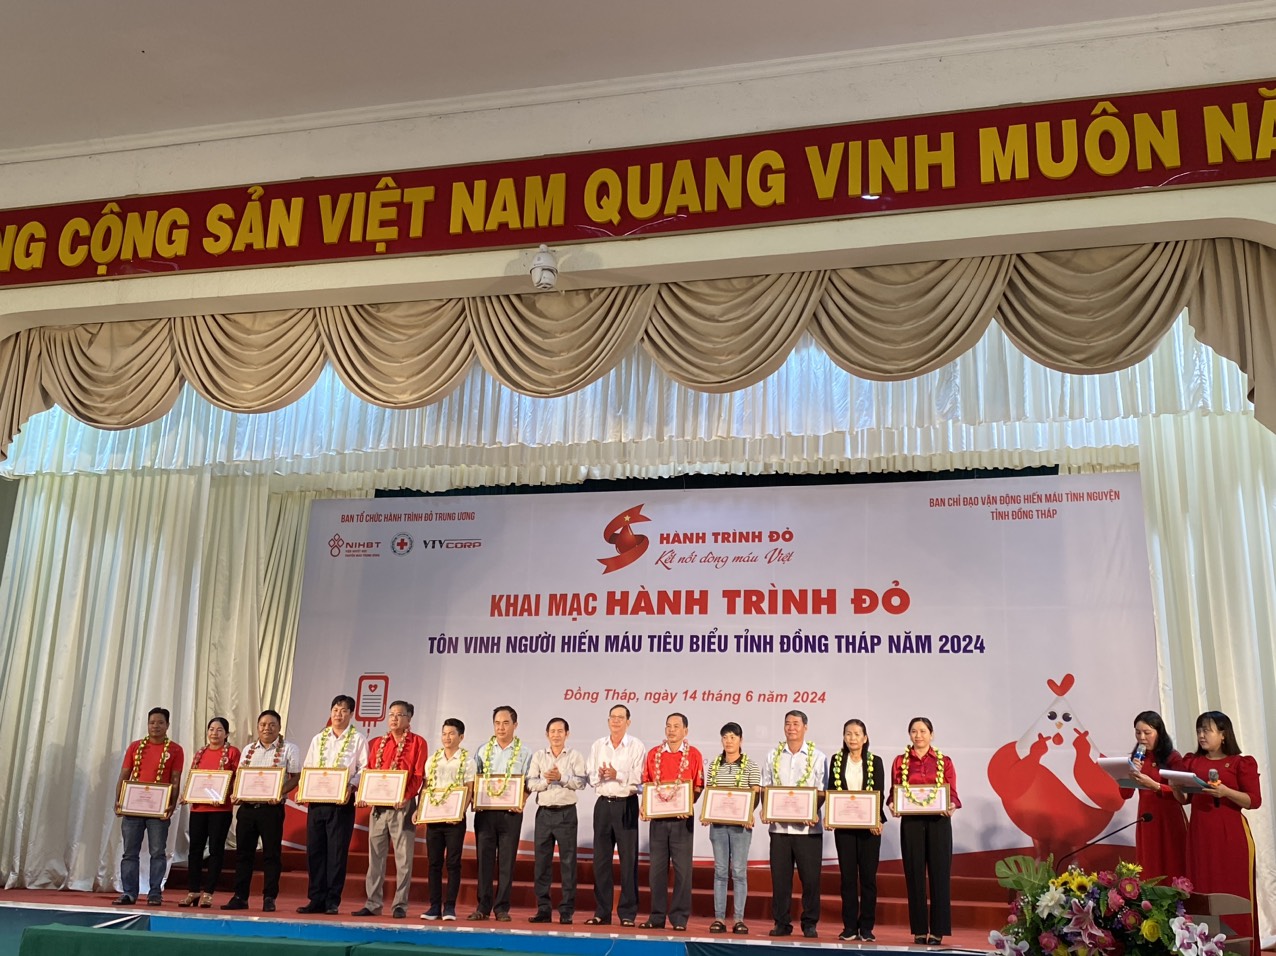 NG CỘNG SẢN VIỆT NAM QUANG VINH MUÔN NĂ
BAN TỔ CHỨC HÀNH TRÌNH ĐỎ TRUNG ƯƠNG
NIHBT
VTVCORP
HÀNH TRÌNH ĐỎ
Kết nối dòng máu Việt
BAN CHỈ ĐẠO VẬN ĐỘNG HIẾN MÁU TÌNH NGUYỆN
TỈNH ĐỒNG THÁP
KHAI MẠC HÀNH TRÌNH ĐỎ
TÔN VINH NGƯỜI HIẾN MÁU TIÊU BIỂU TỈNH ĐỒNG THÁP NĂM 2024
Đồng Tháp, ngày 14 tháng 6 năm 2024